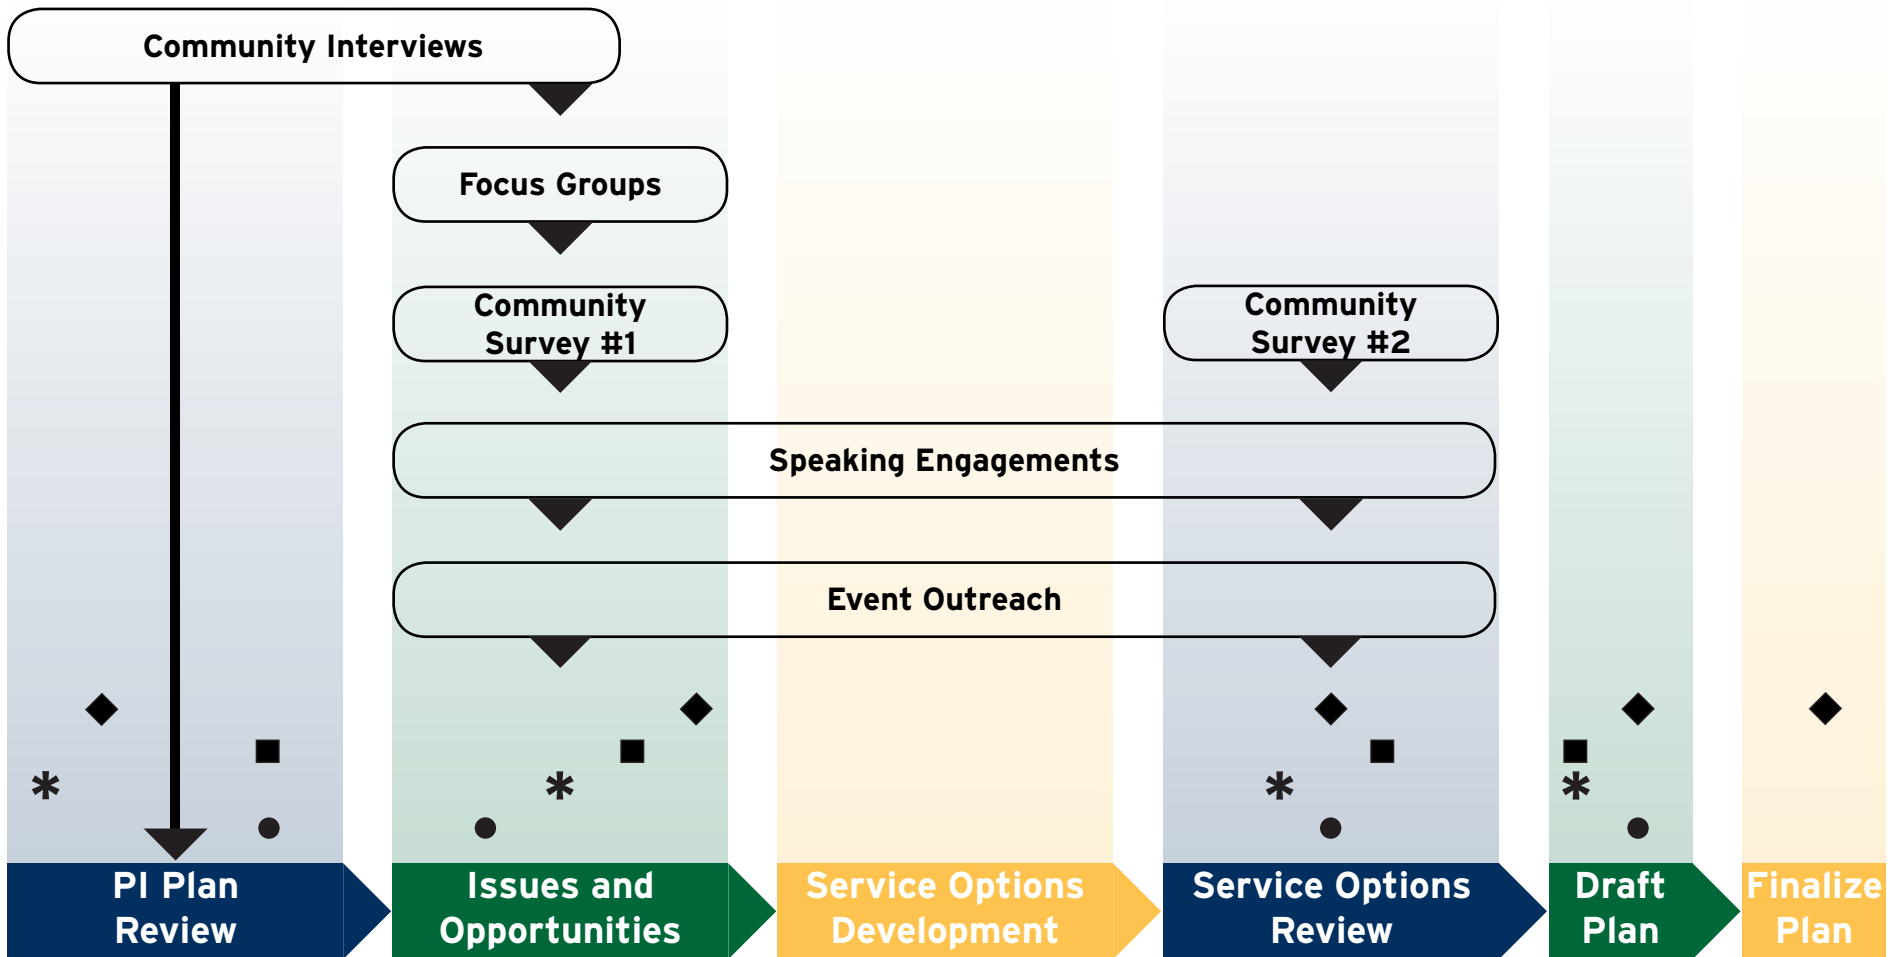 Community Interviews
Focus Groups
Community
Survey #1
Community
Survey #2
Speaking Engagements
Event Outreach
PI Plan
Review
Issues and
Opportunities
Service Options
Development
Service Options
Review
Draft
Plan
Finalize
Plan